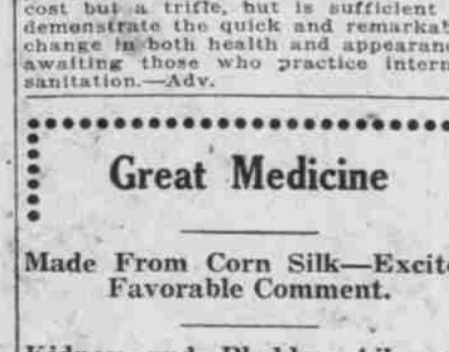 cost but a trifle, but is sufficient
demonstrate the quick and remarka
change in both health and appearan
awaiting those who practice intern
sanitation.—Adv.
Great Medicine
Made From Corn Silk—Excite
Favorable Comment.